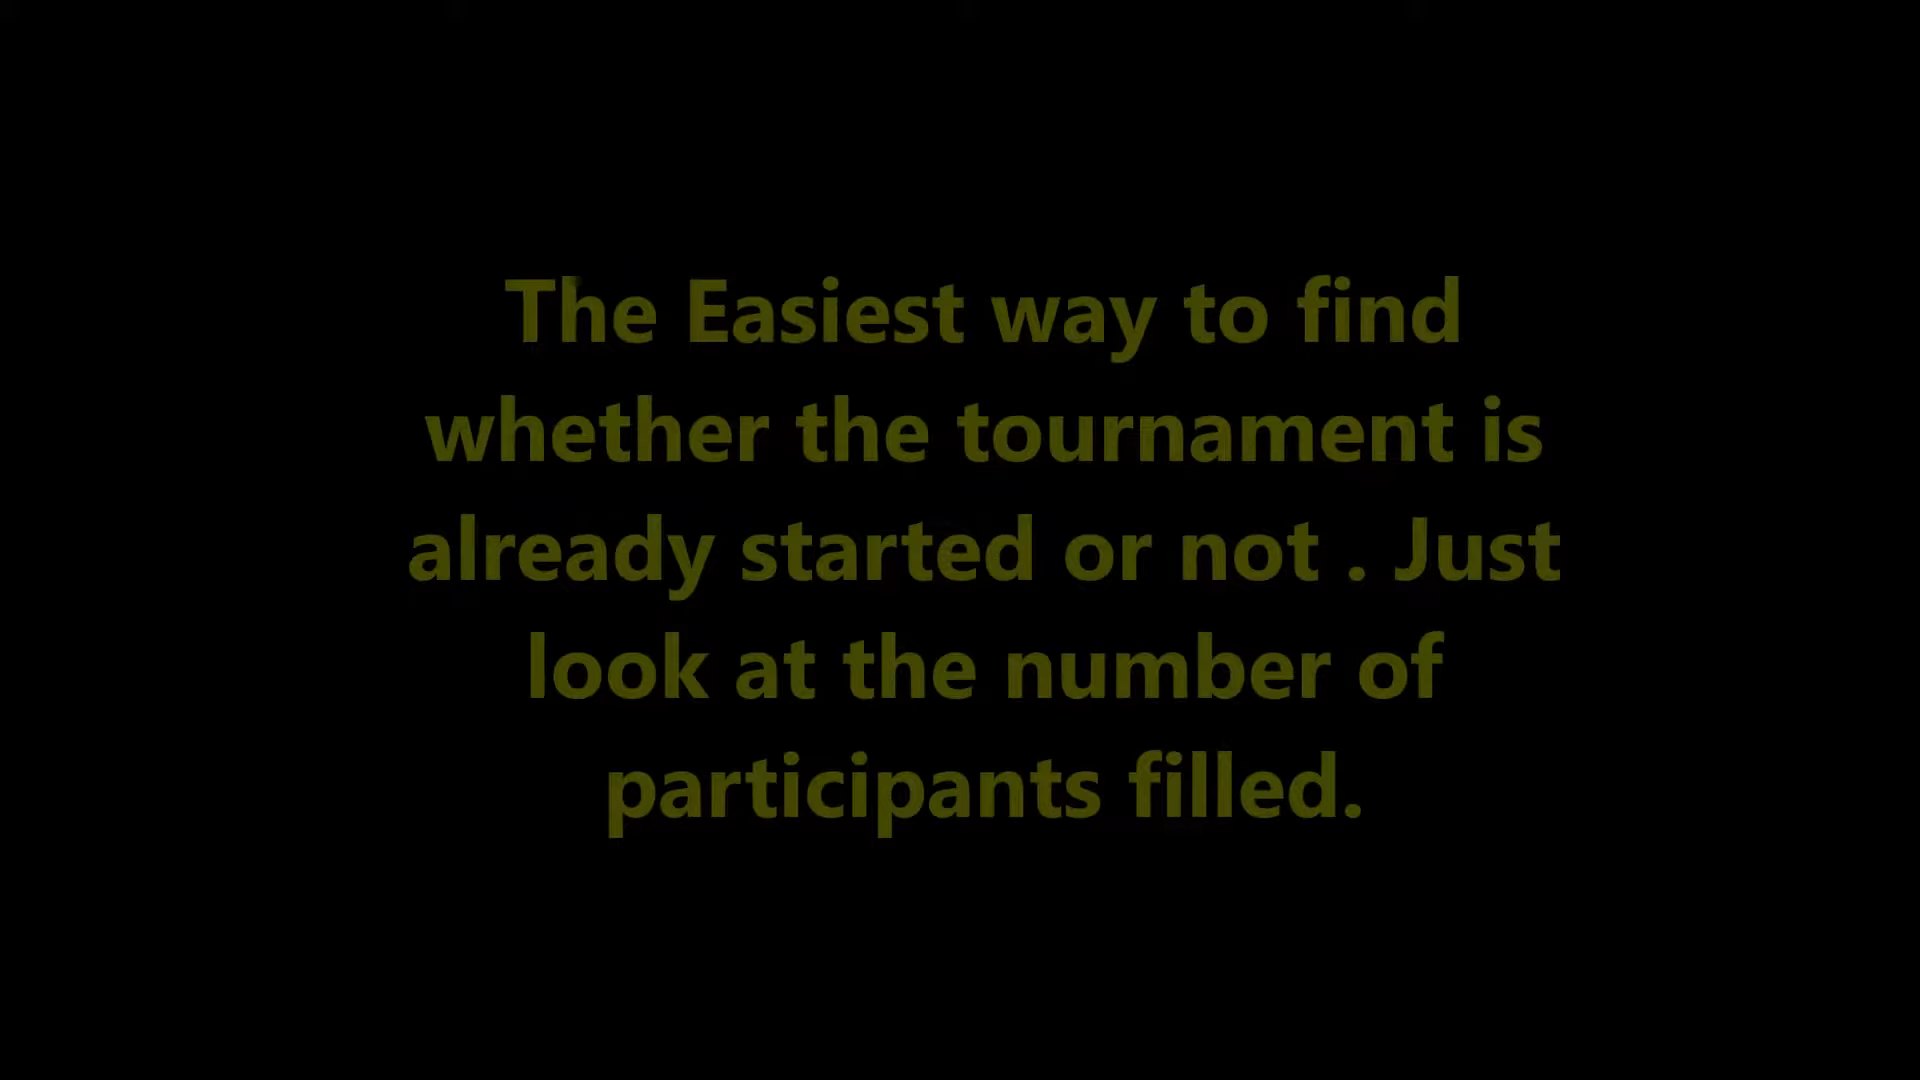 The Easiest way to find
whether the tournament is
already started or not . Just
look at the number of
participants filled.